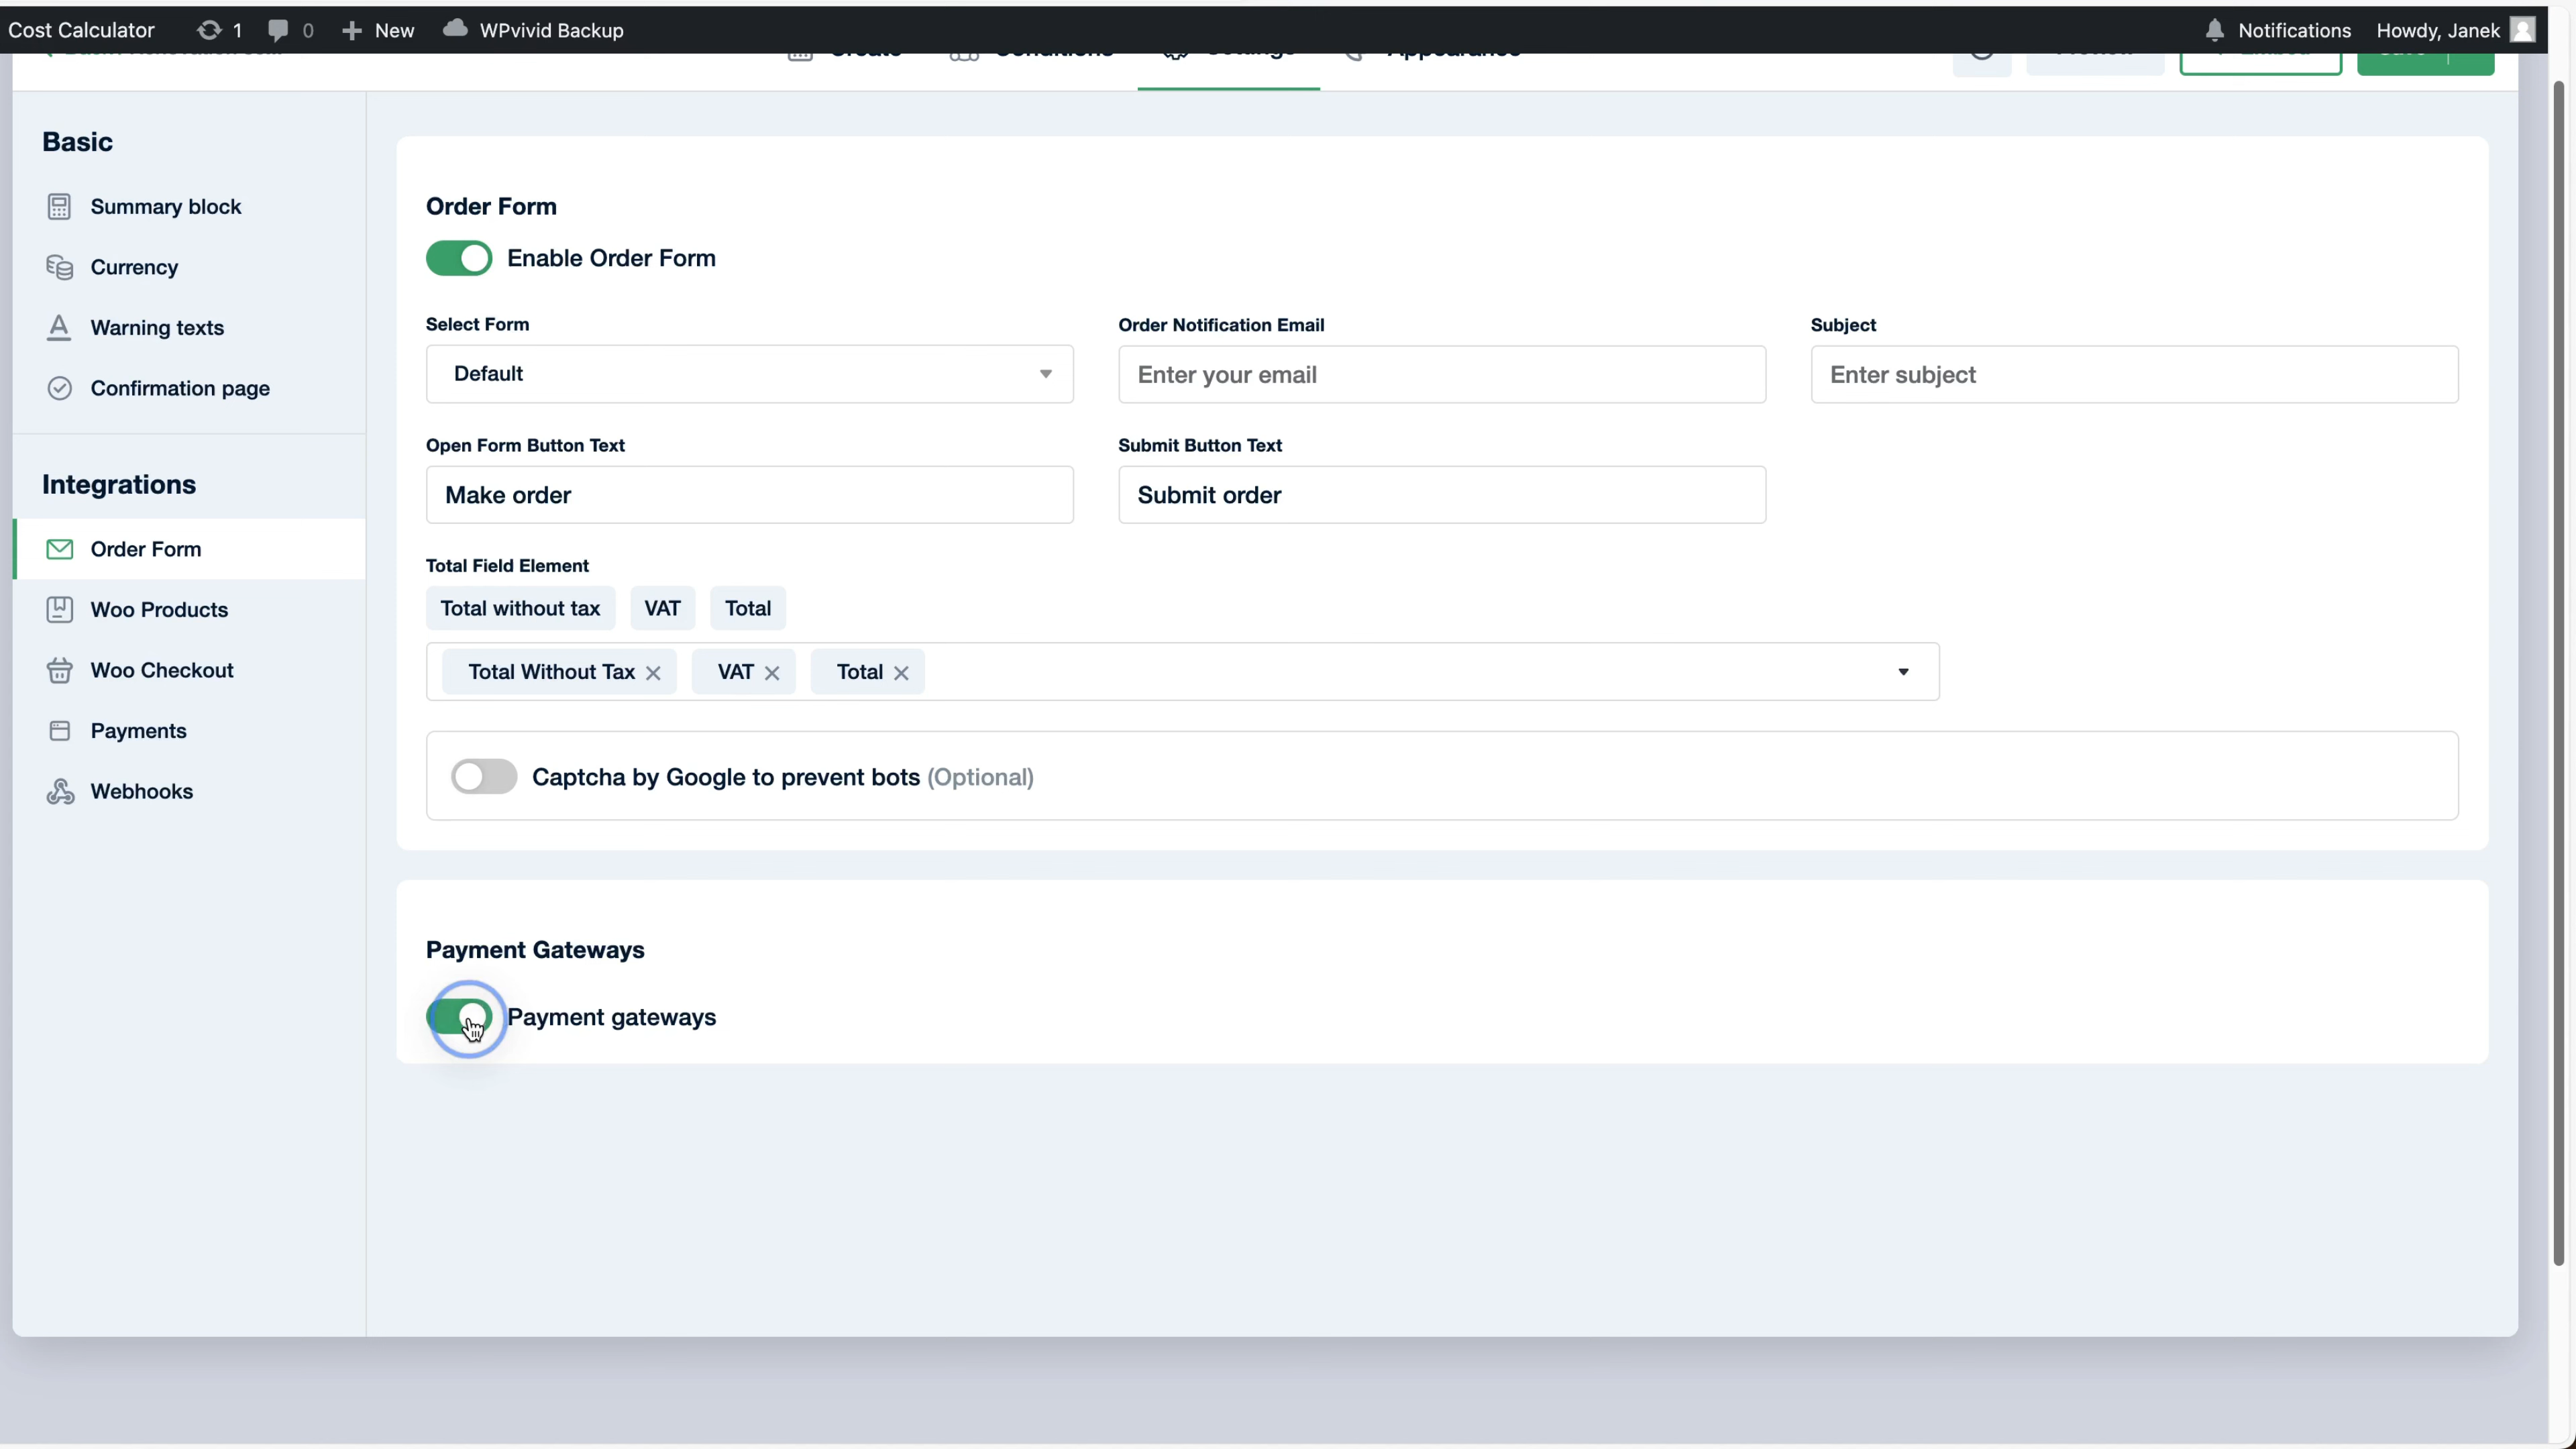 Cost Calculator 1 0 New WPvivid Backup Notifications Howdy, Janek
Basic
Summary block
Currency
Warning texts
Confirmation page
Integrations
Order Form
Woo Products
Woo Checkout
Payments
Webhooks
Order Form
Enable Order Form
Select Form Order Notification Email Subject
Default Enter your email Enter subject
Open Form Button Text Submit Button Text
Make order Submit order
Total Field Element
Total without tax VAT Total
Total Without Tax VAT Total
Captcha by Google to prevent bots (Optional)
Payment Gateways
Payment gateways